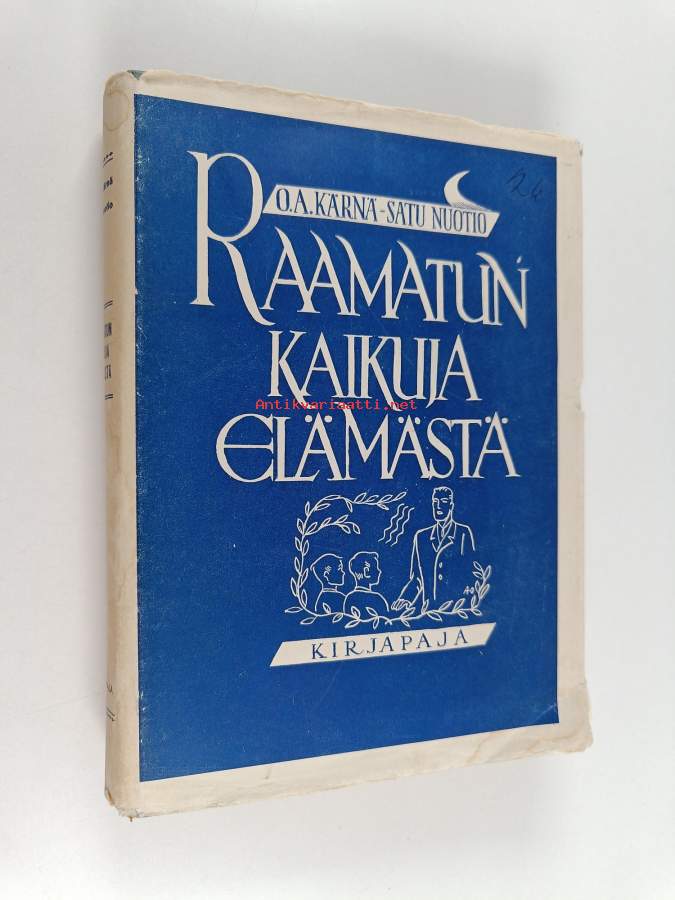 O.A. KÄRNÄ - SATU NUOTIO
RAAMATUN
KAIKUJA
ELÄMÄSTÄ
Antikvariaatti.net
KIRJAPAJA